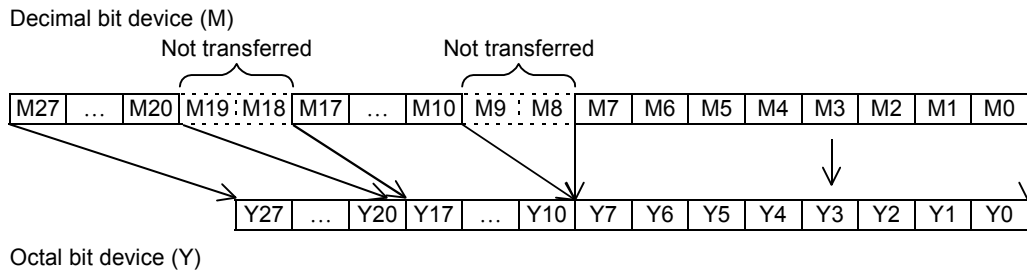 Decimal bit device (M)
Not transferred Not transferred
M27 ... M20 M19 M18 M17 ... M10 M9 M8 M7 M6 M5 M4 M3 M2 M1 M0
Y27 ... Y20 Y17 ... Y10 Y7 Y6 Y5 Y4 Y3 Y2 Y1 Y0
Octal bit device (Y)